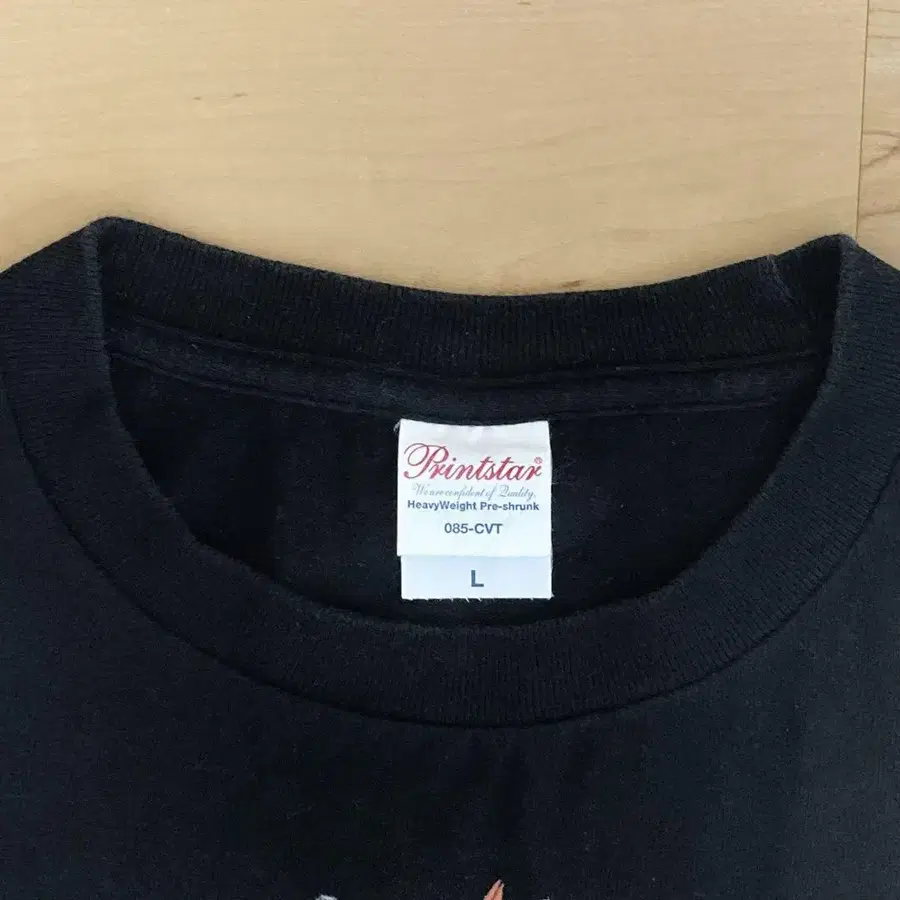 Printstar®
We are confident of Quality.
HeavyWeight Pre-shrunk
085-CVT
L